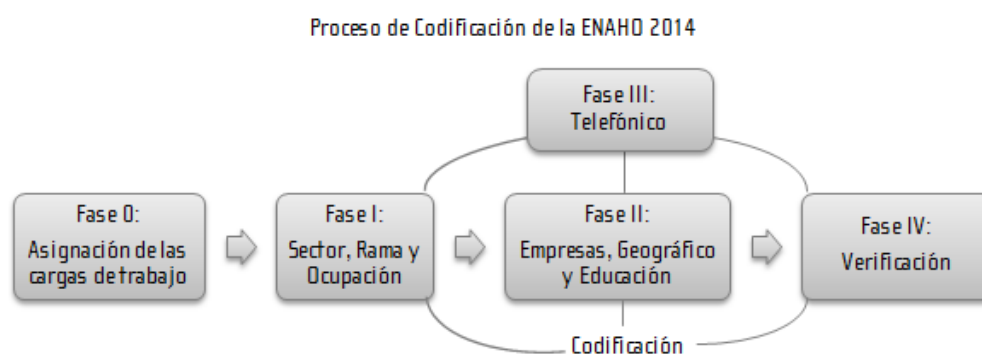 Proceso de Codificación de la ENAHO 2014
Fase III:
Telefónico
Fase 0:
Asignación de las
cargas de trabajo
Fase I:
Sector, Rama y
Ocupación
Fase II:
Empresas, Geográfico
y Educación
Fase IV:
Verificación
Codificación